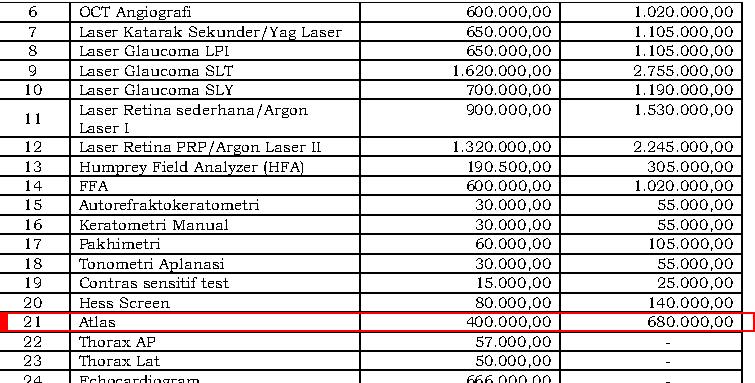 6 OCT Angiografi 600.000,00 1.020.000,00
7 Laser Katarak Sekunder/Yag Laser 650.000,00 1.105.000,00
8 Laser Glaucoma LPI 650.000,00 1.105.000,00
9 Laser Glaucoma SLT 1.620.000,00 2.755.000,00
10 Laser Glaucoma SLY 700.000,00 1.190.000,00
11 Laser Retina sederhana/Argon 900.000,00 1.530.000,00
Laser I
12 Laser Retina PRP/Argon Laser II 1.320.000,00 2.245.000,00
13 Humprey Field Analyzer (HFA) 190.500,00 305.000,00
14 FFA 600.000,00 1.020.000,00
15 Autorefraktokeratometri 30.000,00 55.000,00
16 Keratometri Manual 30.000,00 55.000,00
17 Pakhimetri 60.000,00 105.000,00
18 Tonometri Aplanasi 30.000,00 55.000,00
19 Contras sensitif test 15.000,00 25.000,00
20 Hess Screen 80.000,00 140.000,00
21 Atlas 400.000,00 680.000,00
22 Thorax AP 57.000,00 -
23 Thorax Lat 50.000,00 -
24 Echocardiogram 666.000,00 -